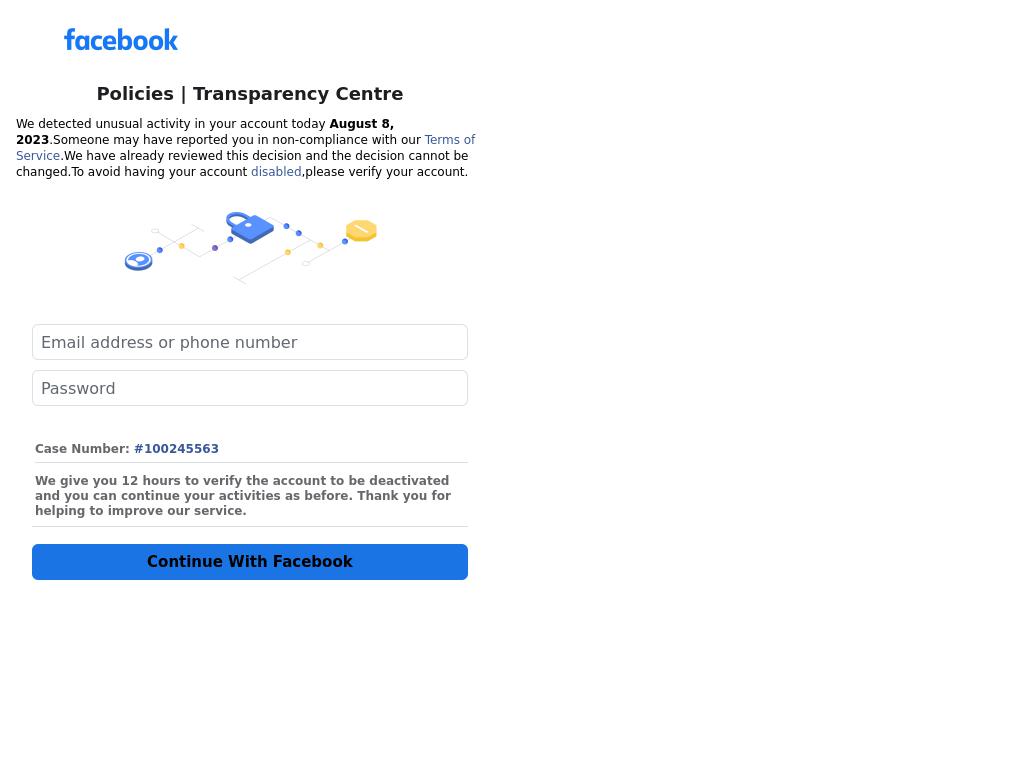 facebook
Policies | Transparency Centre
We detected unusual activity in your account today August 8,
2023.Someone may have reported you in non-compliance with our Terms of
Service.We have already reviewed this decision and the decision cannot be
changed.To avoid having your account disabled,please verify your account.
Email address or phone number
Password
Case Number: #100245563
We give you 12 hours to verify the account to be deactivated
and you can continue your activities as before. Thank you for
helping to improve our service.
Continue With Facebook